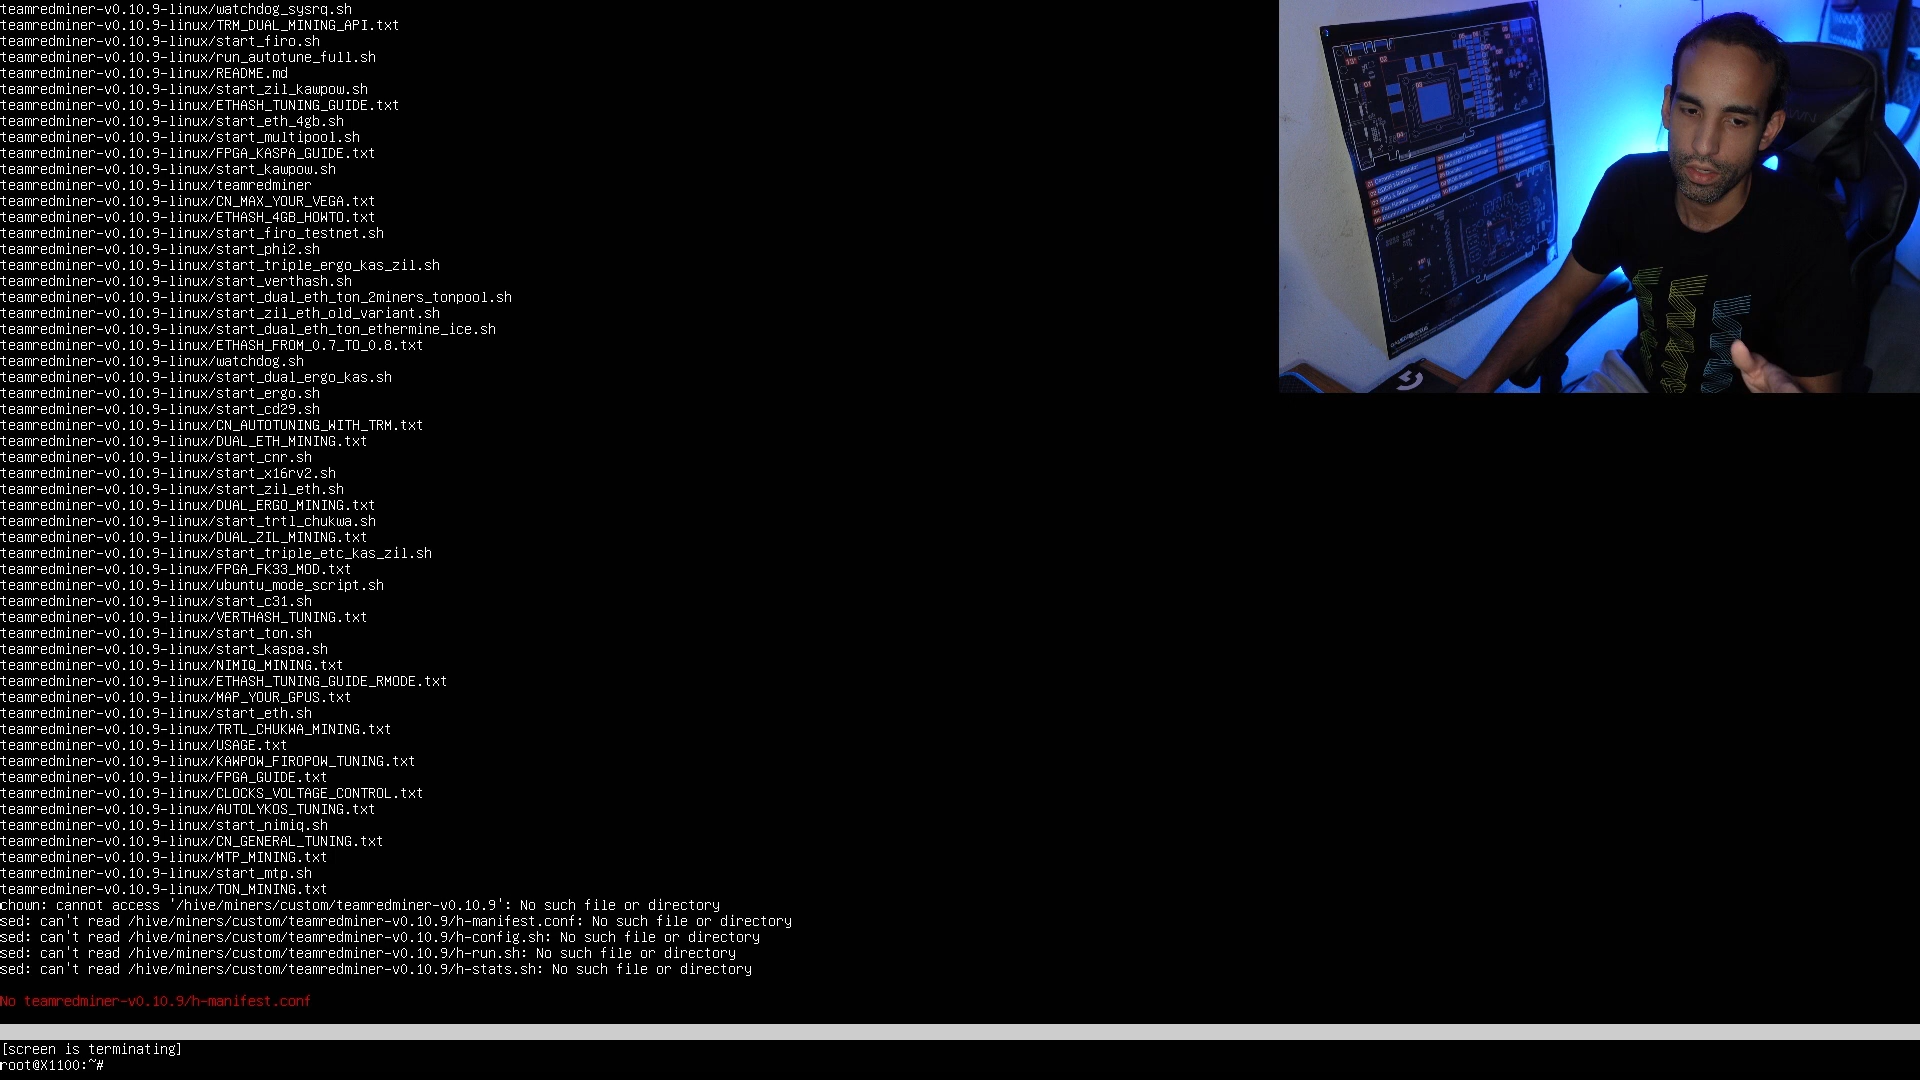 teamredminer-v0.10.9-linux/watchdog_sysrq.sh
teamredminer-v0.10.9-linux/TRM_DUAL_MINING_API.txt
teamredminer-v0.10.9-linux/start_firo.sh
teamredminer-v0.10.9-linux/run_autotune_full.sh
teamredminer-v0.10.9-linux/README.md
teamredminer-v0.10.9-linux/start_zil_kawpow.sh
teamredminer-v0.10.9-linux/ETHASH_TUNING_GUIDE.txt
teamredminer-v0.10.9-linux/start_eth_4gb.sh
teamredminer-v0.10.9-linux/start_multipool.sh
teamredminer-v0.10.9-linux/FPGA_KASPA_GUIDE.txt
teamredminer-v0.10.9-linux/start_kawpow.sh
teamredminer-v0.10.9-linux/teamredminer
teamredminer-v0.10.9-linux/CN_MAX_YOUR_VEGA.txt
teamredminer-v0.10.9-linux/ETHASH_4GB_HOWTO.txt
teamredminer-v0.10.9-linux/start_firo_testnet.sh
teamredminer-v0.10.9-linux/start_phi2.sh
teamredminer-v0.10.9-linux/start_triple_ergo_kas_zil.sh
teamredminer-v0.10.9-linux/start_verthash.sh
teamredminer-v0.10.9-linux/start_dual_eth_ton_2miners_tonpool.sh
teamredminer-v0.10.9-linux/start_zil_eth_old_variant.sh
teamredminer-v0.10.9-linux/start_dual_eth_ton_ethermine_ice.sh
teamredminer-v0.10.9-linux/ETHASH_FROM_0.7_TO_0.8.txt
teamredminer-v0.10.9-linux/watchdog.sh
teamredminer-v0.10.9-linux/start_dual_ergo_kas.sh
teamredminer-v0.10.9-linux/start_ergo.sh
teamredminer-v0.10.9-linux/start_cd29.sh
teamredminer-v0.10.9-linux/CN_AUTOTUNING_WITH_TRM.txt
teamredminer-v0.10.9-linux/DUAL_ETH_MINING.txt
teamredminer-v0.10.9-linux/start_cnr.sh
teamredminer-v0.10.9-linux/start_x16rv2.sh
teamredminer-v0.10.9-linux/start_zil_eth.sh
teamredminer-v0.10.9-linux/DUAL_ERGO_MINING.txt
teamredminer-v0.10.9-linux/start_trtl_chukwa.sh
teamredminer-v0.10.9-linux/DUAL_ZIL_MINING.txt
teamredminer-v0.10.9-linux/start_triple_etc_kas_zil.sh
teamredminer-v0.10.9-linux/FPGA_FK33_MOD.txt
teamredminer-v0.10.9-linux/ubuntu_mode_script.sh
teamredminer-v0.10.9-linux/start_c31.sh
teamredminer-v0.10.9-linux/VERTHASH_TUNING.txt
teamredminer-v0.10.9-linux/start_ton.sh
teamredminer-v0.10.9-linux/start_kaspa.sh
teamredminer-v0.10.9-linux/NIMIQ_MINING.txt
teamredminer-v0.10.9-linux/ETHASH_TUNING_GUIDE_RMODE.txt
teamredminer-v0.10.9-linux/MAP_YOUR_GPUS.txt
teamredminer-v0.10.9-linux/start_eth.sh
teamredminer-v0.10.9-linux/TRTL_CHUKWA_MINING.txt
teamredminer-v0.10.9-linux/USAGE.txt
teamredminer-v0.10.9-linux/KAWPOW_FIROPOW_TUNING.txt
teamredminer-v0.10.9-linux/FPGA_GUIDE.txt
teamredminer-v0.10.9-linux/CLOCKS_VOLTAGE_CONTROL.txt
teamredminer-v0.10.9-linux/AUTOLYKOS_TUNING.txt
teamredminer-v0.10.9-linux/start_nimiq.sh
teamredminer-v0.10.9-linux/CN_GENERAL_TUNING.txt
teamredminer-v0.10.9-linux/MTP_MINING.txt
teamredminer-v0.10.9-linux/start_mtp.sh
teamredminer-v0.10.9-linux/TON_MINING.txt
chown: cannot access '/hive/miners/custom/teamredminer-v0.10.9': No such file or directory
sed: can't read /hive/miners/custom/teamredminer-v0.10.9/h-manifest.conf: No such file or directory
sed: can't read /hive/miners/custom/teamredminer-v0.10.9/h-config.sh: No such file or directory
sed: can't read /hive/miners/custom/teamredminer-v0.10.9/h-run.sh: No such file or directory
sed: can't read /hive/miners/custom/teamredminer-v0.10.9/h-stats.sh: No such file or directory
No teamredminer-v0.10.9/h-manifest.conf
[screen is terminating]
root@X1100:~#